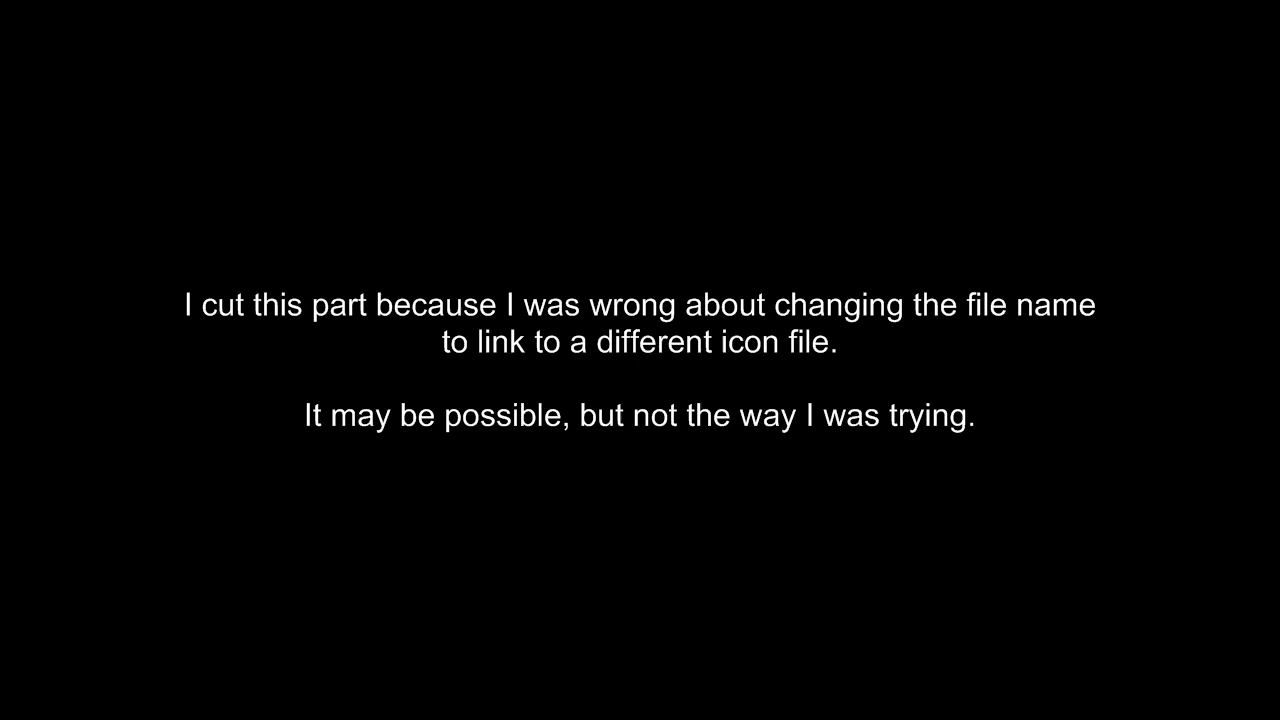 I cut this part because I was wrong about changing the file name
to link to a different icon file.
It may be possible, but not the way I was trying.